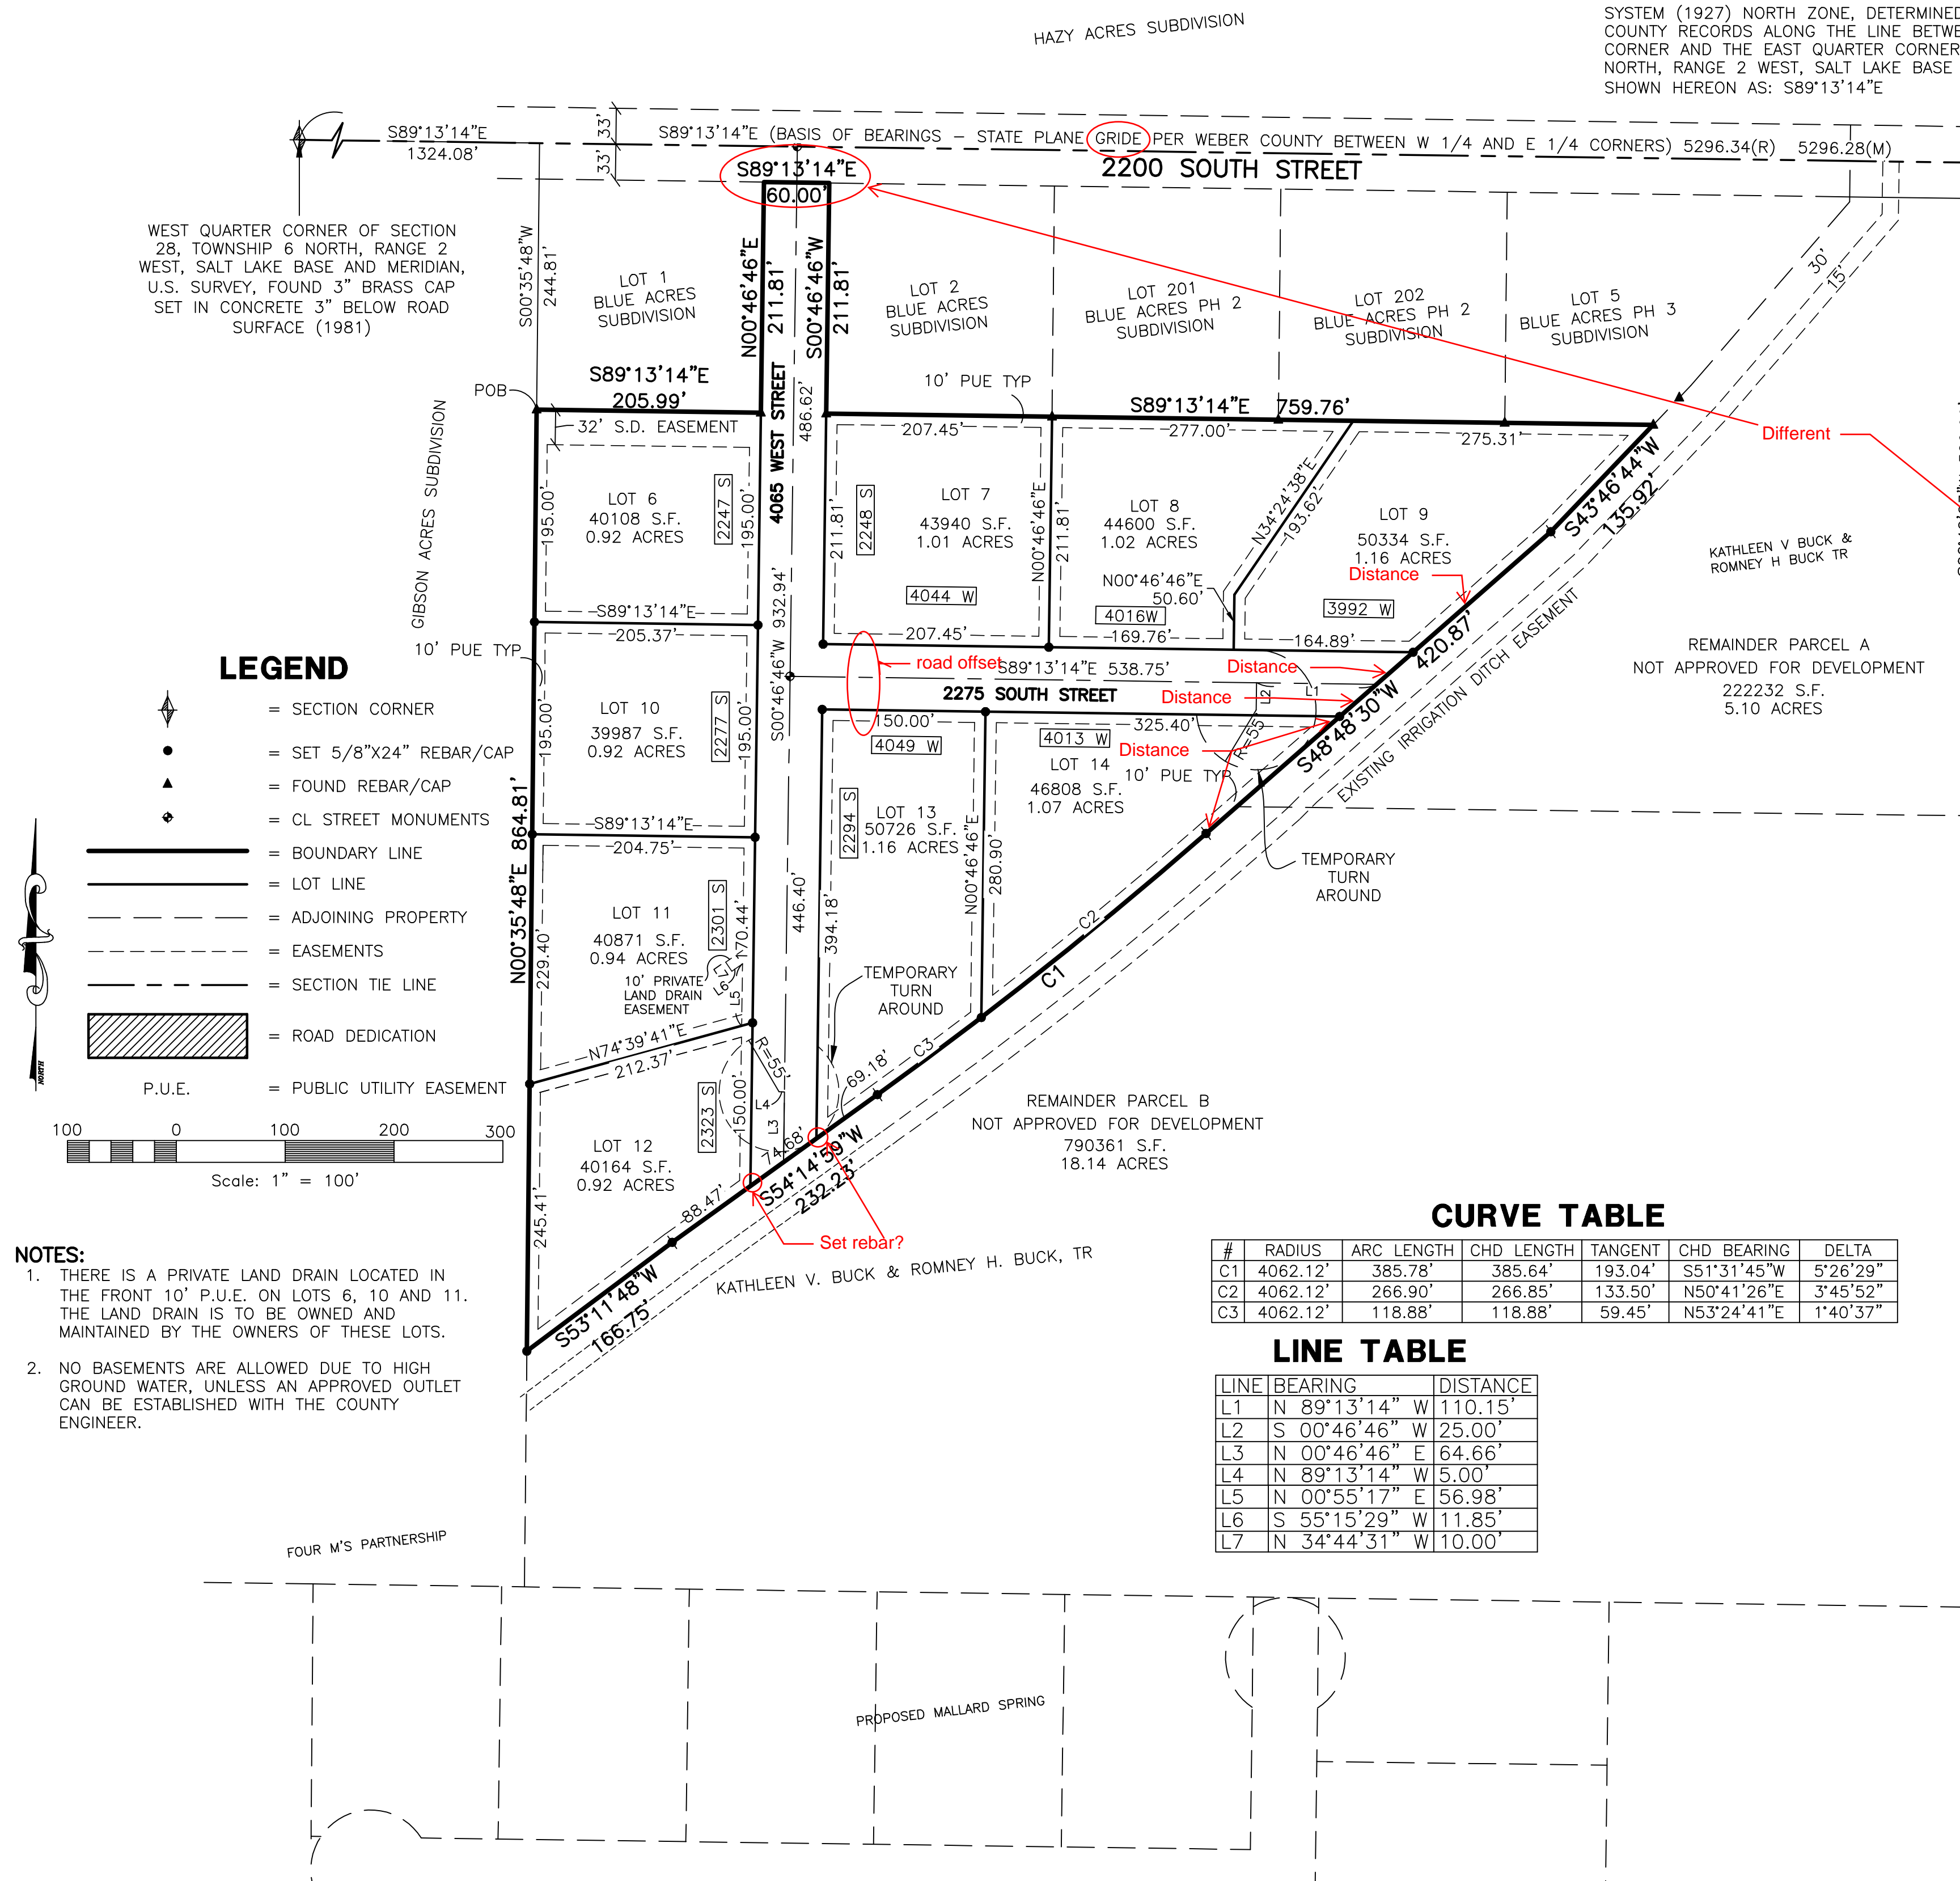 HAZY ACRES SUBDIVISION
SYSTEM (1927) NORTH ZONE, DETERMINED
COUNTY RECORDS ALONG THE LINE
CORNER AND THE EAST QUARTER CORNER
NORTH, RANGE 2 WEST, SALT LAKE BASE
SHOWN HEREON AS: S89°13'14"E
S89°13'14"E
1324.08'
33'
33'
S89°13'14"E (BASIS OF BEARINGS – STATE PLANE GRIDE PER WEBER COUNTY BETWEEN W 1/4 AND E 1/4 CORNERS) 5296.34(R) 5296.28(M)
2200 SOUTH STREET
S89°13'14"E
60.00'
WEST QUARTER CORNER OF SECTION
28, TOWNSHIP 6 NORTH, RANGE 2
WEST, SALT LAKE BASE AND MERIDIAN,
U.S. SURVEY, FOUND 3" BRASS CAP
SET IN CONCRETE 3" BELOW ROAD
SURFACE (1981)
S00°35'48"W
244.81'
LOT 1
BLUE ACRES
SUBDIVISION
N00°46'46"E
211.81'
S00°46'46"W
211.81'
LOT 2
BLUE ACRES
SUBDIVISION
LOT 201
BLUE ACRES PH 2
SUBDIVISION
LOT 202
BLUE ACRES PH 2
SUBDIVISION
LOT 5
BLUE ACRES PH 3
SUBDIVISION
30'
15'
POB
S89°13'14"E
205.99'
32' S.D. EASEMENT
4065 WEST STREET
486.62'
10' PUE TYP
S89°13'14"E 759.76'
207.45'
277.00'
275.31'
Different
GIBSON ACRES SUBDIVISION
195.00'
LOT 6
40108 S.F.
0.92 ACRES
2247 S
195.00'
211.81'
2248 S
LOT 7
43940 S.F.
1.01 ACRES
4044 W
207.45'
N00°46'46"E
211.81'
LOT 8
44600 S.F.
1.02 ACRES
N34°24'38"E
193.62'
N00°46'46"E
50.60'
4016W
169.76'
LOT 9
50334 S.F.
1.16 ACRES
Distance
3992 W
164.89'
S43°46'44"W
135.92'
KATHLEEN V BUCK &
ROMNEY H BUCK TR
S89°13'14"E
205.37'
10' PUE TYP
S00°46'46"W 932.94'
road offset
S89°13'14"E 538.75'
2275 SOUTH STREET
Distance
Distance
Distance
L1
L2
R=55'
420.87'
S48°48'30"W
EXISTING IRRIGATION DITCH EASEMENT
REMAINDER PARCEL A
NOT APPROVED FOR DEVELOPMENT
222232 S.F.
5.10 ACRES
LEGEND
= SECTION CORNER
= SET 5/8"X24" REBAR/CAP
= FOUND REBAR/CAP
= CL STREET MONUMENTS
= BOUNDARY LINE
= LOT LINE
= ADJOINING PROPERTY
= EASEMENTS
= SECTION TIE LINE
= ROAD DEDICATION
P.U.E. = PUBLIC UTILITY EASEMENT
NORTH
100 0 100 200 300
Scale: 1" = 100'
N00°35'48"E 864.81'
195.00'
LOT 10
39987 S.F.
0.92 ACRES
2277 S
195.00'
S89°13'14"E
204.75'
150.00'
4049 W
325.40'
4013 W
LOT 14
46808 S.F.
1.07 ACRES
10' PUE TYP
2294 S
LOT 13
50726 S.F.
1.16 ACRES
N00°46'46"E
280.90'
394.18'
446.40'
TEMPORARY
TURN
AROUND
229.40'
LOT 11
40871 S.F.
0.94 ACRES
2301 S
170.44'
10' PRIVATE
LAND DRAIN
EASEMENT
L7
L6
L5
N74°39'41"E
212.37'
TEMPORARY
TURN
AROUND
C2
C1
C3
69.18'
R=55'
L4
L3
2323 S
150.00'
LOT 12
40164 S.F.
0.92 ACRES
245.41'
74.68'
S54°14'59"W
232.23'
88.47'
Set rebar?
S53°11'48"W
166.75'
KATHLEEN V. BUCK & ROMNEY H. BUCK, TR
REMAINDER PARCEL B
NOT APPROVED FOR DEVELOPMENT
790361 S.F.
18.14 ACRES
NOTES:
1. THERE IS A PRIVATE LAND DRAIN LOCATED IN
THE FRONT 10' P.U.E. ON LOTS 6, 10 AND 11.
THE LAND DRAIN IS TO BE OWNED AND
MAINTAINED BY THE OWNERS OF THESE LOTS.
2. NO BASEMENTS ARE ALLOWED DUE TO HIGH
GROUND WATER, UNLESS AN APPROVED OUTLET
CAN BE ESTABLISHED WITH THE COUNTY
ENGINEER.
CURVE TABLE
# RADIUS ARC LENGTH CHD LENGTH TANGENT CHD BEARING DELTA
C1 4062.12' 385.78' 385.64' 193.04' S51°31'45"W 5°26'29"
C2 4062.12' 266.90' 266.85' 133.50' N50°41'26"E 3°45'52"
C3 4062.12' 118.88' 118.88' 59.45' N53°24'41"E 1°40'37"
LINE TABLE
LINE BEARING DISTANCE
L1 N 89°13'14" W 110.15'
L2 S 00°46'46" W 25.00'
L3 N 00°46'46" E 64.66'
L4 N 89°13'14" W 5.00'
L5 N 00°55'17" E 56.98'
L6 S 55°15'29" W 11.85'
L7 N 34°44'31" W 10.00'
FOUR M'S PARTNERSHIP
PROPOSED MALLARD SPRING